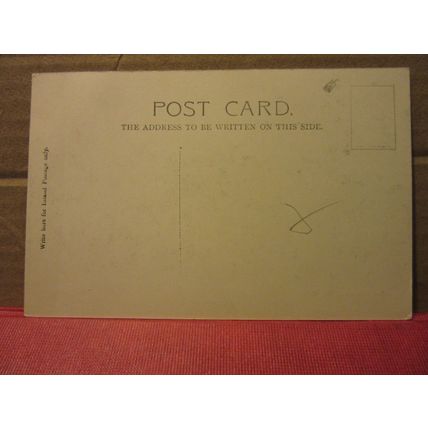 POST CARD.
THE ADDRESS TO BE WRITTEN ON THIS SIDE.
Write here for Inland Postage only.